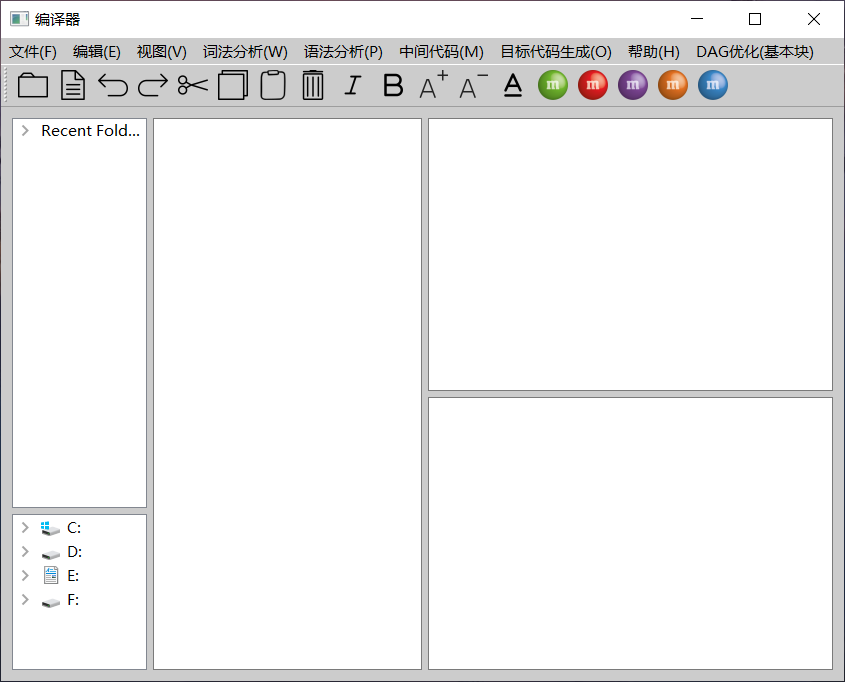 编译器
文件(F) 编辑(E) 视图(V) 词法分析(W) 语法分析(P) 中间代码(M) 目标代码生成(O) 帮助(H) DAG优化(基本块)
I B A+ A− A m m m m m
Recent Fold...
C:
D:
E:
F: